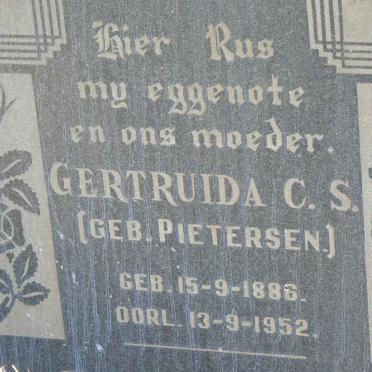 Hier Rus
my eggenote
en ons moeder.
GERTRUIDA C. S.
(GEB. PIETERSEN.)
GEB. 15-9-1886.
OORL. 13-9-1952.